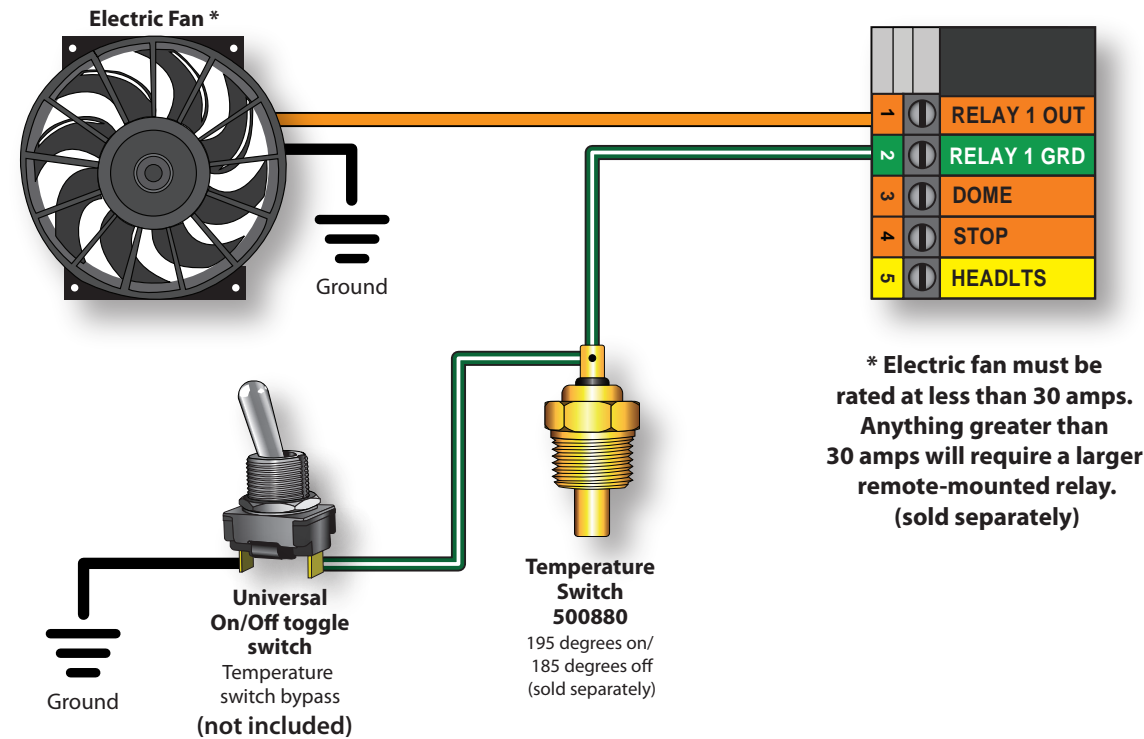 Electric Fan *
Ground
1 RELAY 1 OUT
2 RELAY 1 GRD
3 DOME
4 STOP
5 HEADLTS
* Electric fan must be
rated at less than 30 amps.
Anything greater than
30 amps will require a larger
remote-mounted relay.
(sold separately)
Temperature
Switch
500880
195 degrees on/
185 degrees off
(sold separately)
Universal
On/Off toggle
switch
Temperature
switch bypass
(not included)
Ground